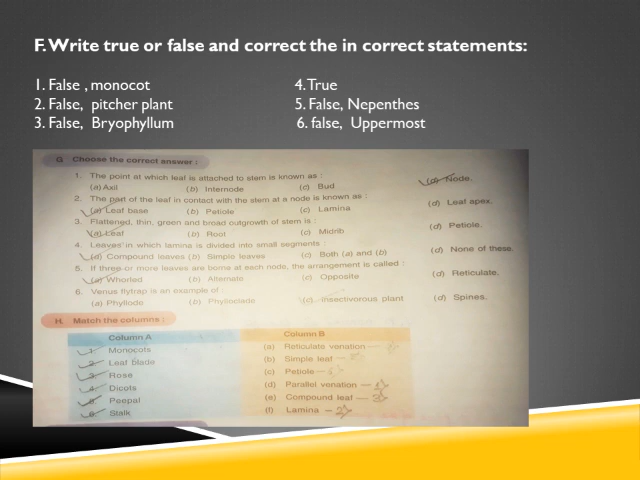 F. Write true or false and correct the in correct statements:
1. False , monocot
2. False, pitcher plant
3. False, Bryophyllum
4. True
5. False, Nepenthes
6. false, Uppermost
G. Choose the correct answer :
1. The point at which leaf is attached to stem is known as :
(a) Axil (b) Internode (c) Bud (d) Node.
2. The part of the leaf in contact with the stem at a node is known as :
(a) Leaf base (b) Petiole (c) Lamina (d) Leaf apex.
3. Flattened, thin, green and broad outgrowth of stem is :
(a) Leaf (b) Root (c) Midrib (d) Petiole.
4. Leaves in which lamina is divided into small segments :
(a) Compound leaves (b) Simple leaves (c) Both (a) and (b) (d) None of these.
5. If three or more leaves are borne at each node, the arrangement is called :
(a) Whorled (b) Alternate (c) Opposite (d) Reticulate.
6. Venus flytrap is an example of :
(a) Phyllode (b) Phylloclade (c) Insectivorous plant (d) Spines.
H. Match the columns :
Column A
1. Monocots
2. Leaf blade
3. Rose
4. Dicots
5. Peepal
6. Stalk
Column B
(a) Reticulate venation
(b) Simple leaf
(c) Petiole
(d) Parallel venation
(e) Compound leaf
(f) Lamina